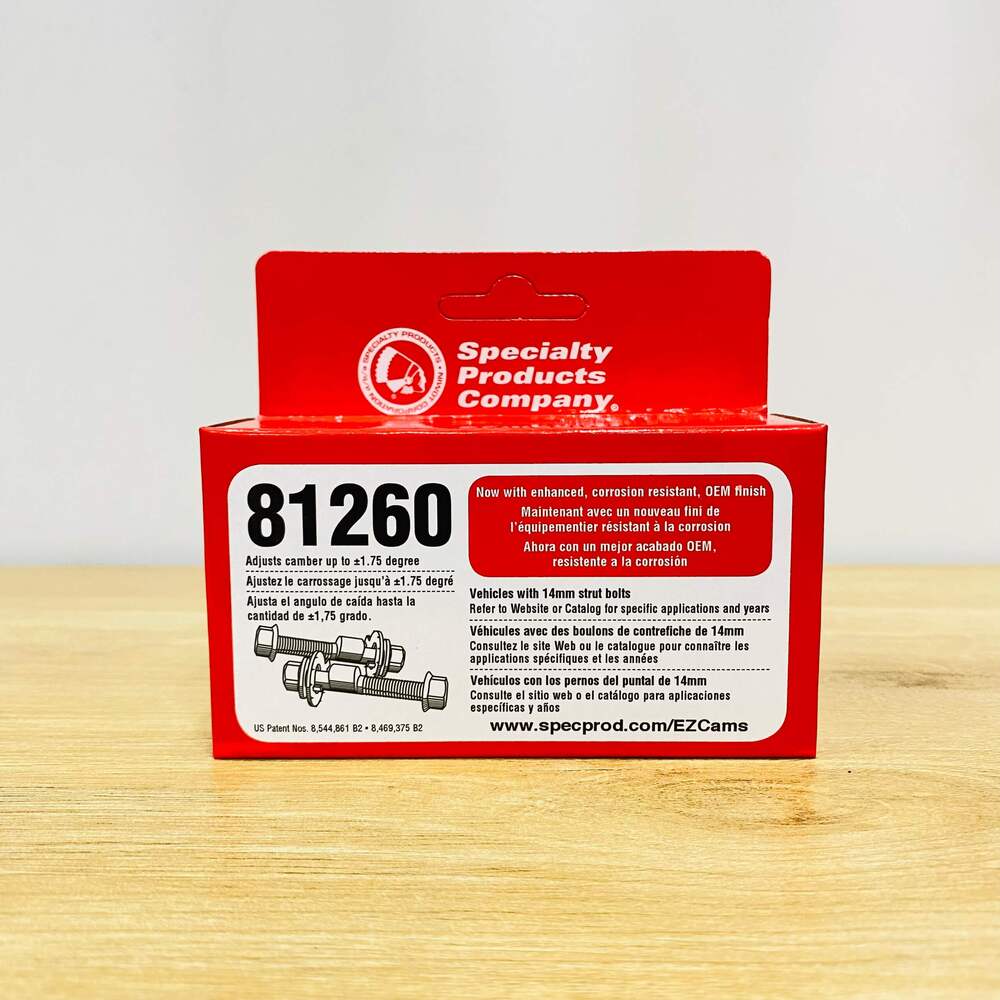 SPECIALTY PRODUCTS • NIWOT CORPORATION
Specialty
Products
Company®
81260
Adjusts camber up to ±1.75 degree
Ajustez le carrossage jusqu'à ±1.75 degré
Ajusta el angulo de caída hasta la
cantidad de ±1,75 grado.
US Patent Nos. 8,544,861 B2 • 8,469,375 B2
Now with enhanced, corrosion resistant, OEM finish
Maintenant avec un nouveau fini de
l'équipementier résistant à la corrosion
Ahora con un mejor acabado OEM,
resistente a la corrosión
Vehicles with 14mm strut bolts
Refer to Website or Catalog for specific applications and years
Véhicules avec des boulons de contrefiche de 14mm
Consultez le site Web ou le catalogue pour connaître les
applications spécifiques et les années
Vehículos con los pernos del puntal de 14mm
Consulte el sitio web o el catálogo para aplicaciones
específicas y años
www.specprod.com/EZCams